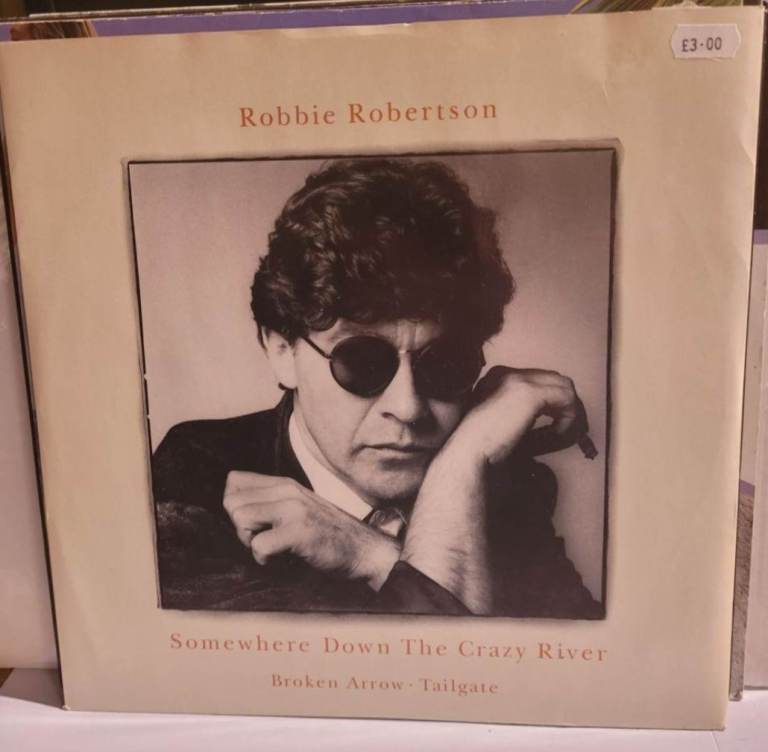 £3·00
Robbie Robertson
Somewhere Down The Crazy River
Broken Arrow · Tailgate